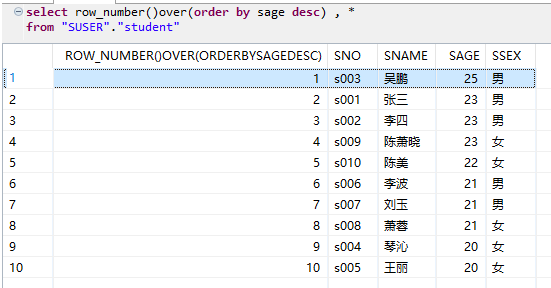 select row_number()over(order by sage desc) , *
from "SUSER"."student"
ROW_NUMBER()OVER(ORDERBYSAGEDESC) SNO SNAME SAGE SSEX
1 1 s003 吴鹏 25 男
2 2 s001 张三 23 男
3 3 s002 李四 23 男
4 4 s009 陈萧晓 23 女
5 5 s010 陈美 22 女
6 6 s006 李波 21 男
7 7 s007 刘玉 21 男
8 8 s008 萧蓉 21 女
9 9 s004 琴沁 20 女
10 10 s005 王丽 20 女